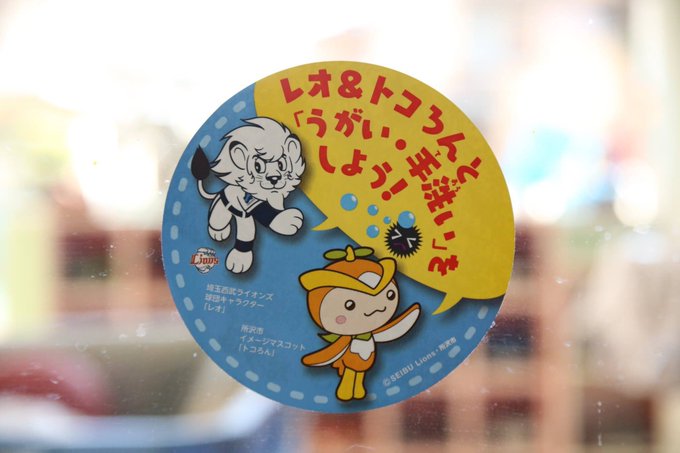 レオ&トコろんと
「うがい・手洗い」を
しよう!
Lions
埼玉西武ライオンズ
球団キャラクター
「レオ」
所沢市
イメージマスコット
「トコろん」
©SEIBU Lions・所沢市